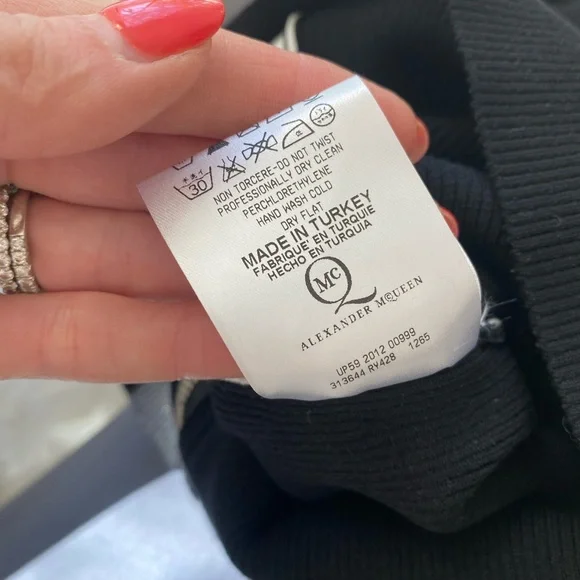 30
NON TORCERE-DO NOT TWIST
PROFESSIONALLY DRY CLEAN
PERCHLORETHYLENE
HAND WASH COLD
DRY FLAT
MADE IN TURKEY
FABRIQUE' EN TURQUIE
HECHO EN TURQUIA
McQ
ALEXANDER McQUEEN
UP59 2012 00999
313644 RY428 1265